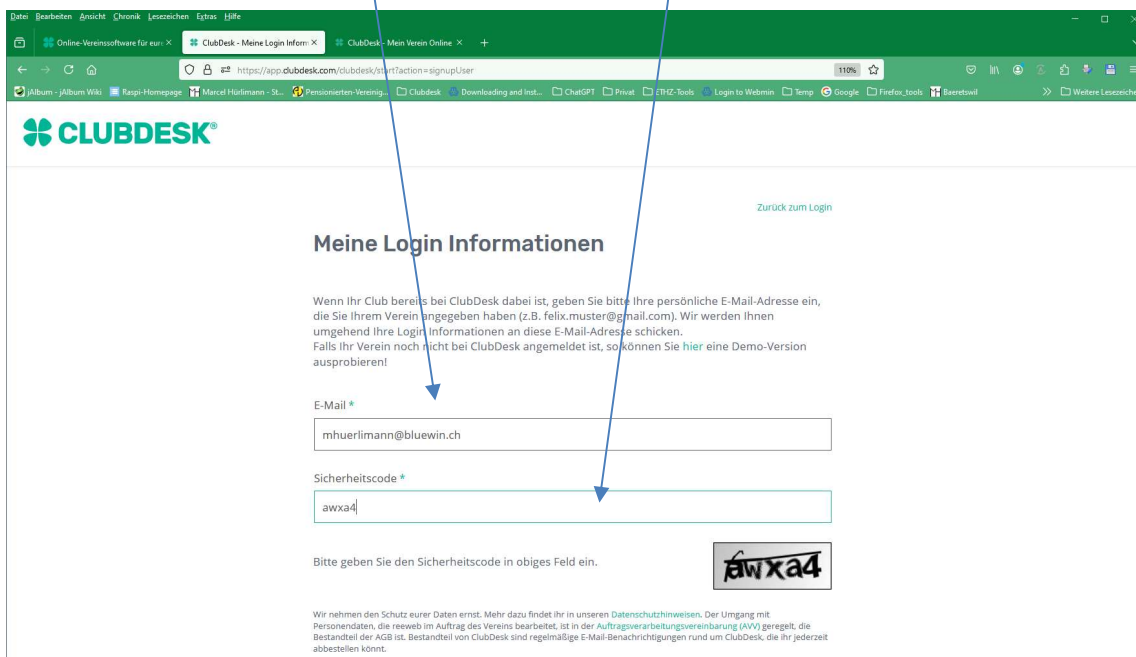 Datei Bearbeiten Ansicht Chronik Lesezeichen Extras Hilfe
Online-Vereinssoftware für eure ClubDesk - Meine Login Inform ClubDesk - Mein Verein Online
https://app.clubdesk.com/clubdesk/start?action=signupUser 110%
jAlbum - jAlbum Wiki Raspi-Homepage Marcel Hürlimann - St... Pensionierten-Vereinig... Clubdesk Downloading and Inst... ChatGPT Privat ETHZ-Tools Login to Webmin Temp Google Firefox_tools Baeretswil Weitere Lesezeiche
CLUBDESK®
Zurück zum Login
Meine Login Informationen
Wenn Ihr Club bereits bei ClubDesk dabei ist, geben Sie bitte Ihre persönliche E-Mail-Adresse ein,
die Sie Ihrem Verein angegeben haben (z.B. felix.muster@gmail.com). Wir werden Ihnen
umgehend Ihre Login Informationen an diese E-Mail-Adresse schicken.
Falls Ihr Verein noch nicht bei ClubDesk angemeldet ist, so können Sie hier eine Demo-Version
ausprobieren!
E-Mail *
mhuerlimann@bluewin.ch
Sicherheitscode *
awxa4
Bitte geben Sie den Sicherheitscode in obiges Feld ein.
awxa4
Wir nehmen den Schutz eurer Daten ernst. Mehr dazu findet ihr in unseren Datenschutzhinweisen. Der Umgang mit
Personendaten, die reeweb im Auftrag des Vereins bearbeitet, ist in der Auftragsverarbeitungsvereinbarung (AVV) geregelt, die
Bestandteil der AGB ist. Bestandteil von ClubDesk sind regelmäßige E-Mail-Benachrichtigungen rund um ClubDesk, die ihr jederzeit
abbestellen könnt.